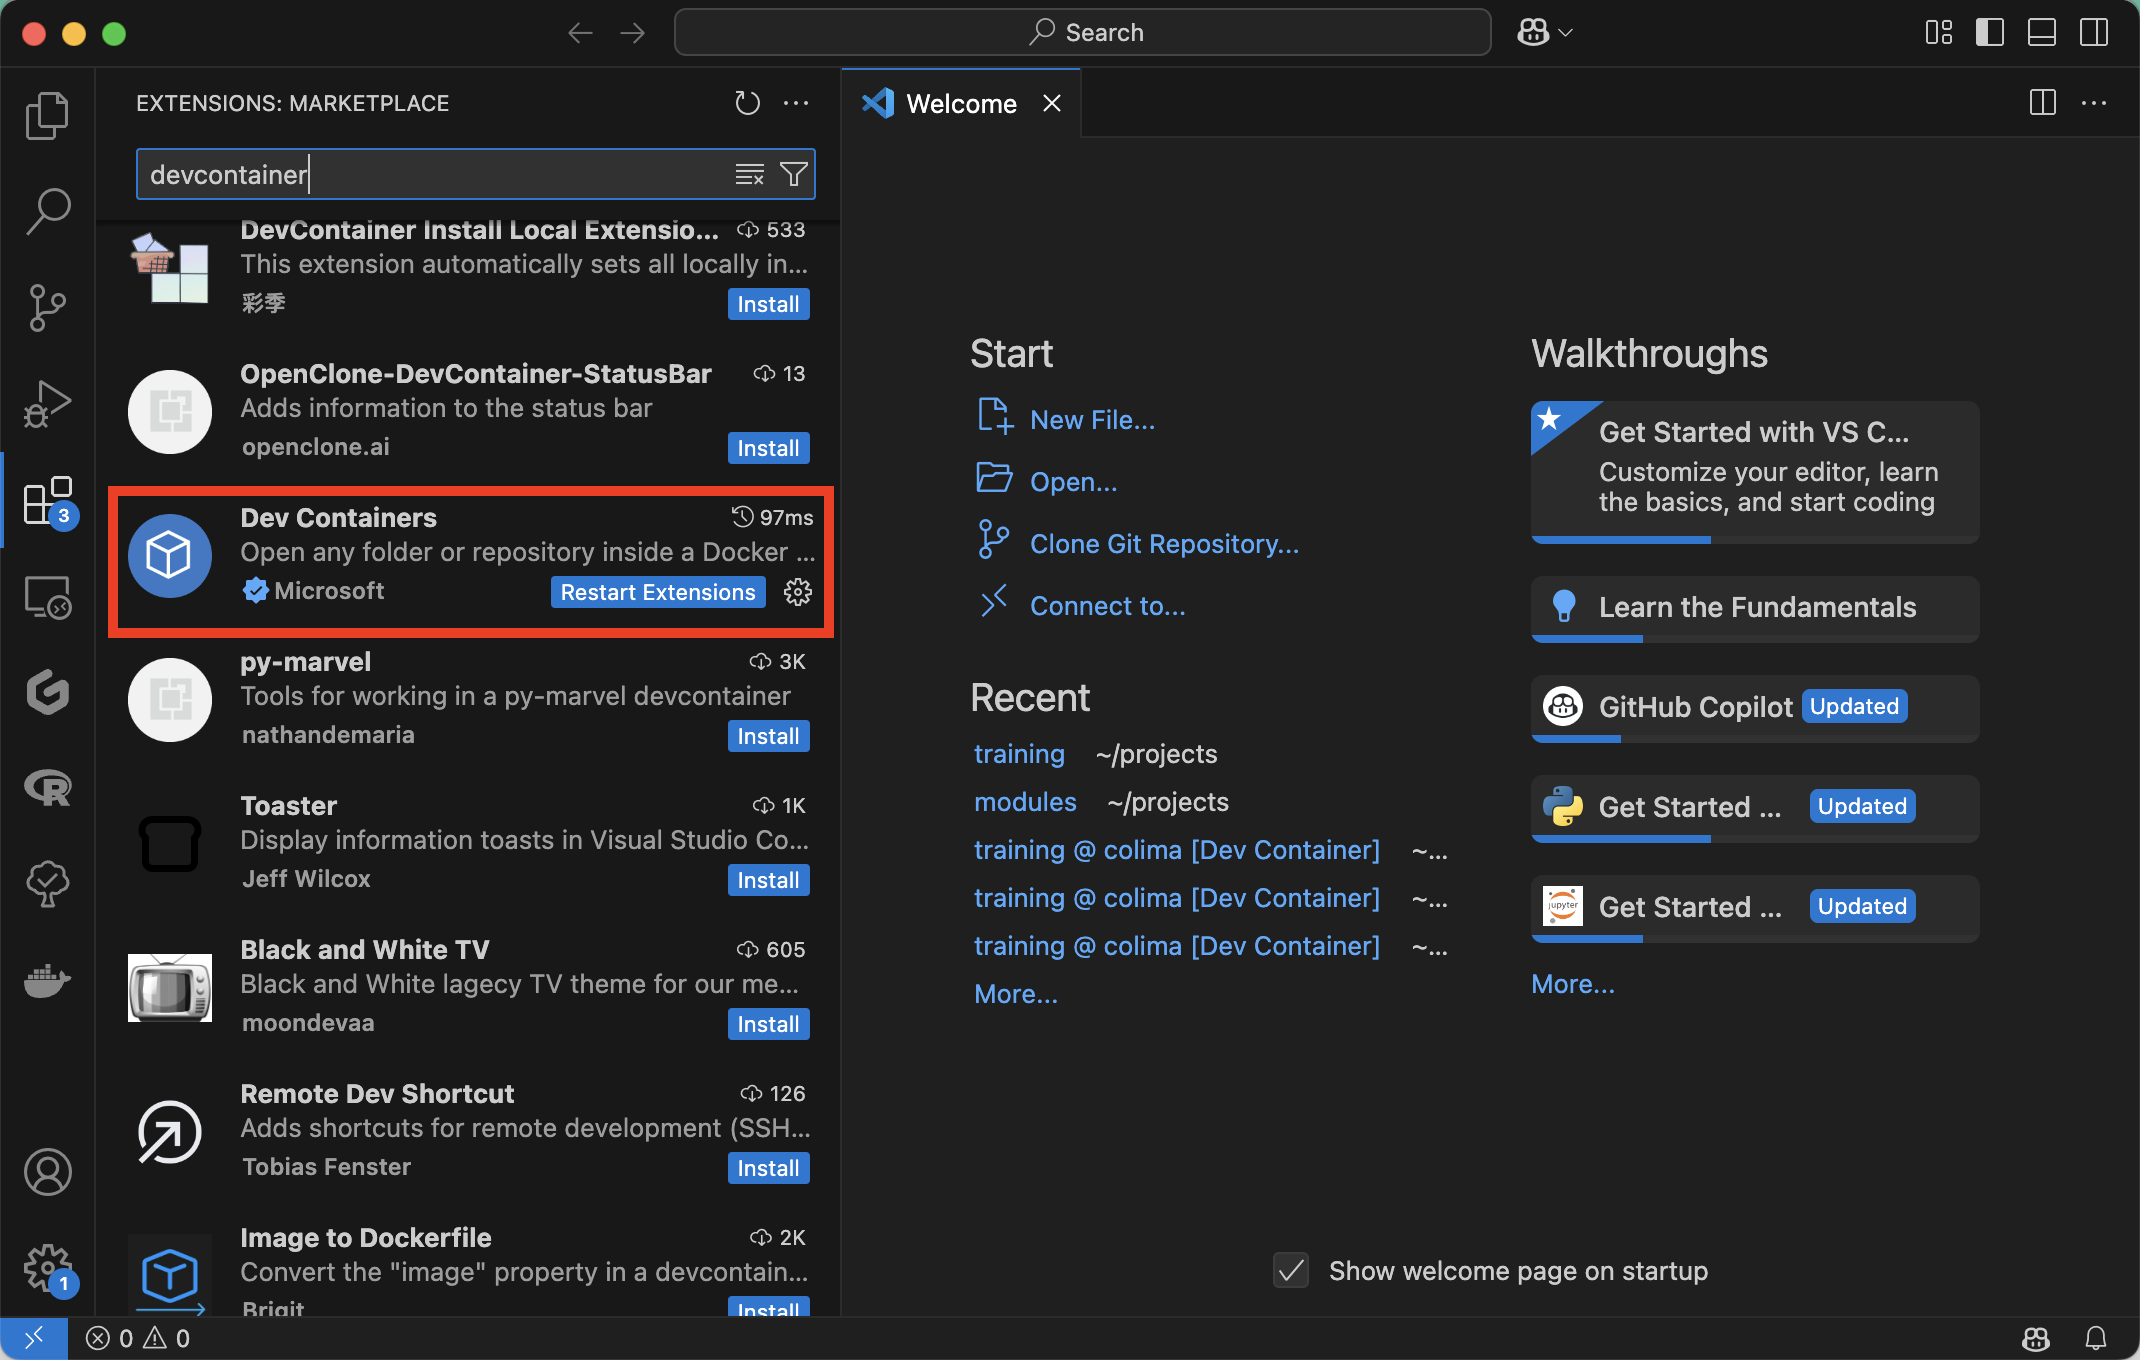 Search
EXTENSIONS: MARKETPLACE
devcontainer
DevContainer Install Local Extensio... 533
This extension automatically sets all locally in...
彩季 Install
OpenClone-DevContainer-StatusBar 13
Adds information to the status bar
openclone.ai Install
Dev Containers 97ms
Open any folder or repository inside a Docker ...
Microsoft Restart Extensions
py-marvel 3K
Tools for working in a py-marvel devcontainer
nathandemaria Install
Toaster 1K
Display information toasts in Visual Studio Co...
Jeff Wilcox Install
Black and White TV 605
Black and White lagecy TV theme for our me...
moondevaa Install
Remote Dev Shortcut 126
Adds shortcuts for remote development (SSH...
Tobias Fenster Install
Image to Dockerfile 2K
Convert the "image" property in a devcontain...
Brigit Install
3
1
0 0
Welcome
Start
New File...
Open...
Clone Git Repository...
Connect to...
Recent
training ~/projects
modules ~/projects
training @ colima [Dev Container] ~...
training @ colima [Dev Container] ~...
training @ colima [Dev Container] ~...
More...
Walkthroughs
Get Started with VS C...
Customize your editor, learn
the basics, and start coding
Learn the Fundamentals
GitHub Copilot Updated
Get Started ... Updated
jupyter
Get Started ... Updated
More...
Show welcome page on startup